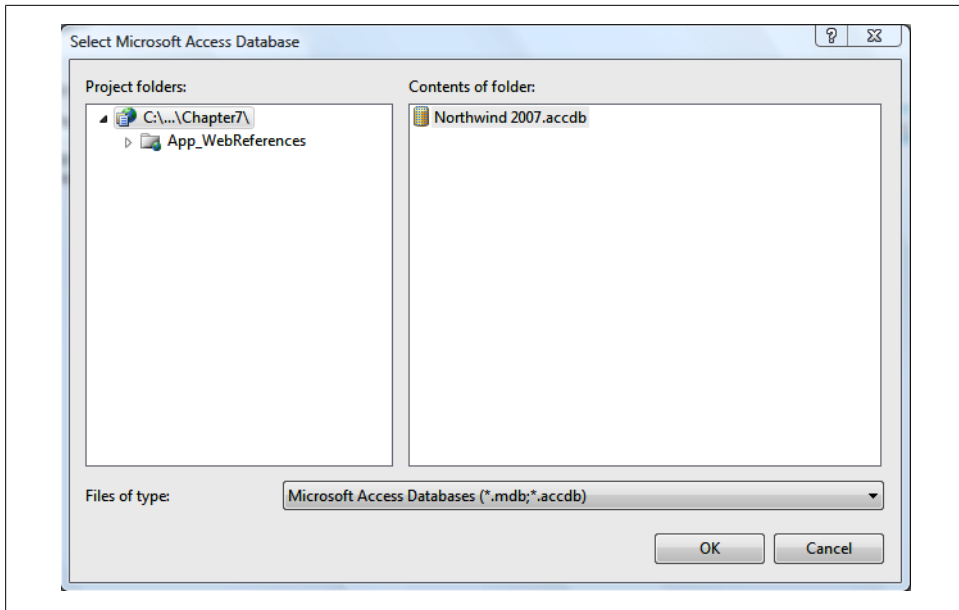 Select Microsoft Access Database
Project folders:
Contents of folder:
C:\...\Chapter7\
App_WebReferences
Northwind 2007.accdb
Files of type:
Microsoft Access Databases (*.mdb;*.accdb)
OK
Cancel